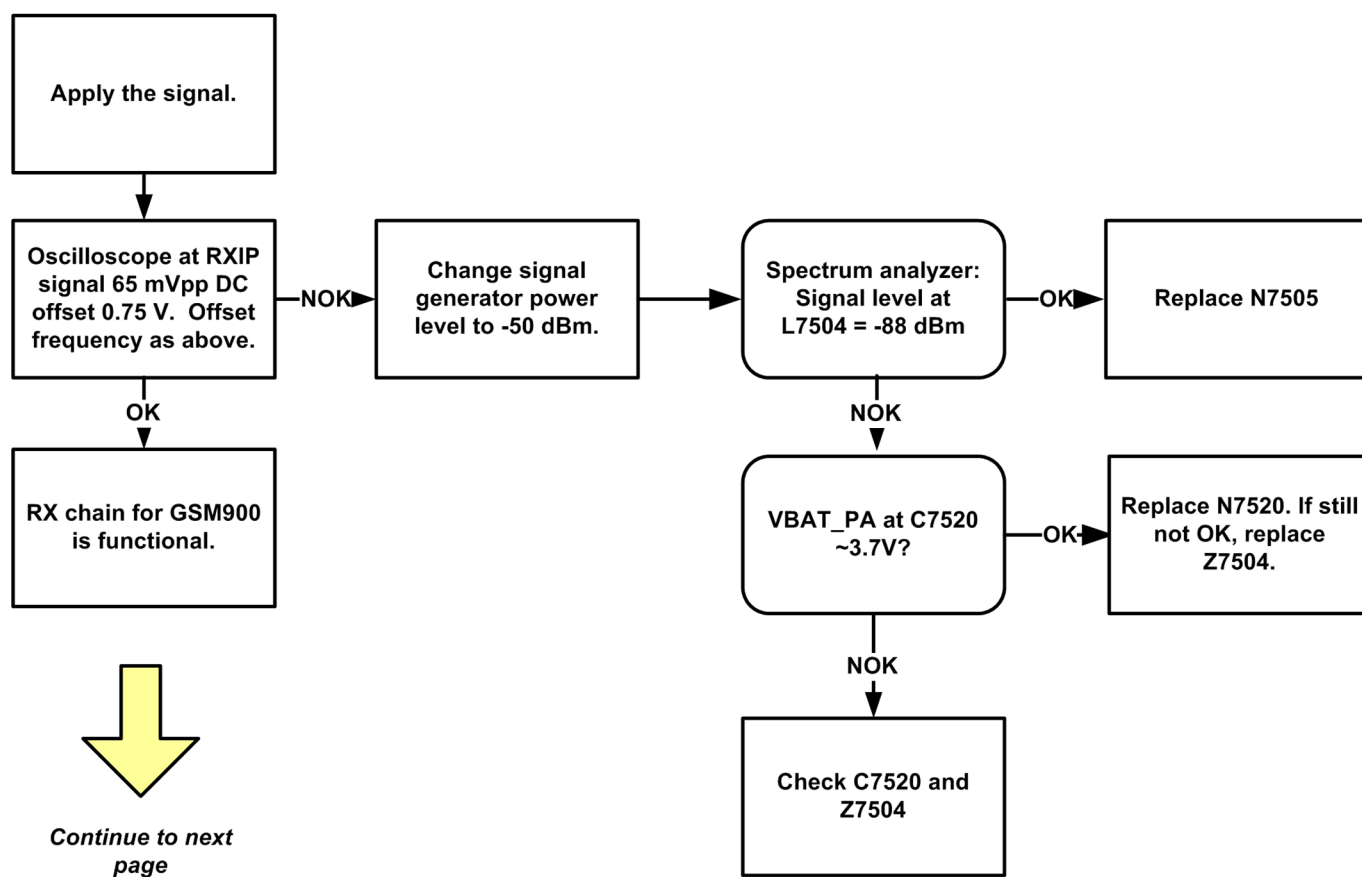 Apply the signal.
Oscilloscope at RXIP
signal 65 mVpp DC
offset 0.75 V.  Offset
frequency as above.
NOK
Change signal
generator power
level to -50 dBm.
Spectrum analyzer:
Signal level at
L7504 = -88 dBm
OK
Replace N7505
OK
NOK
RX chain for GSM900
is functional.
VBAT_PA at C7520
~3.7V?
OK
Replace N7520. If still
not OK, replace
Z7504.
NOK
Check C7520 and
Z7504
Continue to next
page